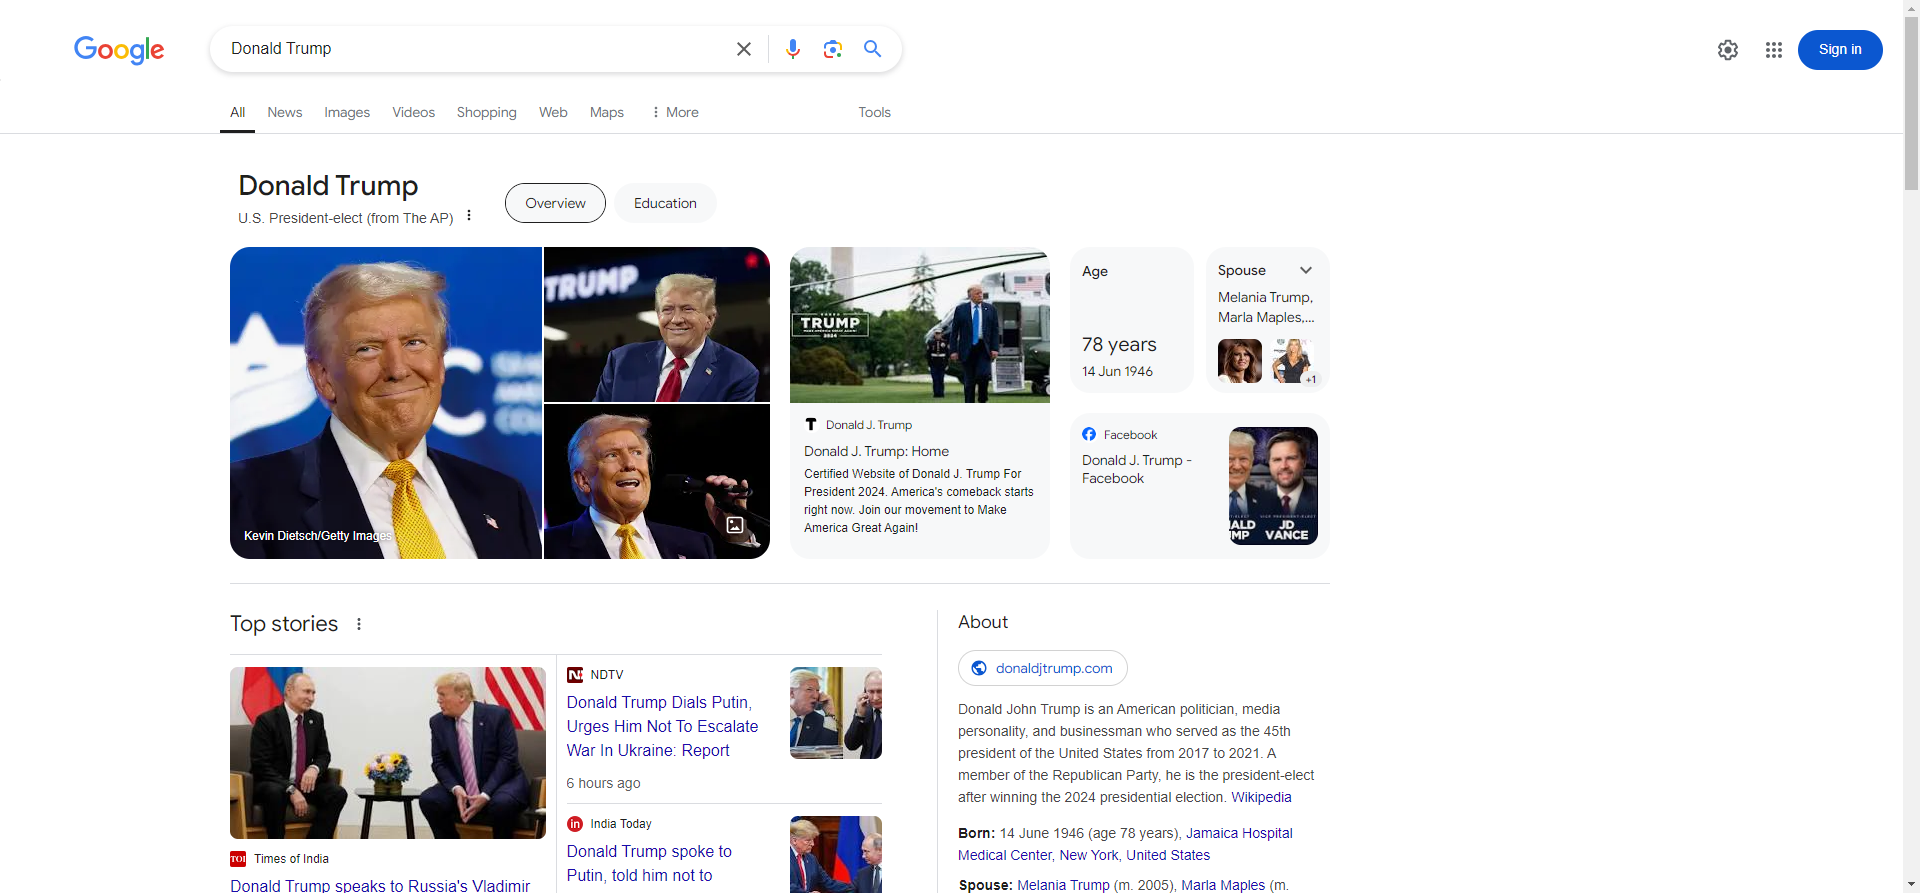 Google
Donald Trump
Sign in
All News Images Videos Shopping Web Maps More Tools
Donald Trump
U.S. President-elect (from The AP)
Overview
Education
TRUMP
Kevin Dietsch/Getty Images
TRUMP
2024
Donald J. Trump
Donald J. Trump: Home
Certified Website of Donald J. Trump For
President 2024. America's comeback starts
right now. Join our movement to Make
America Great Again!
Age
78 years
14 Jun 1946
Spouse
Melania Trump,
Marla Maples,...
+1
Facebook
Donald J. Trump -
Facebook
JD
VANCE
Top stories
TOI Times of India
Donald Trump speaks to Russia's Vladimir
NDTV
Donald Trump Dials Putin,
Urges Him Not To Escalate
War In Ukraine: Report
6 hours ago
in India Today
Donald Trump spoke to
Putin, told him not to
About
donaldjtrump.com
Donald John Trump is an American politician, media
personality, and businessman who served as the 45th
president of the United States from 2017 to 2021. A
member of the Republican Party, he is the president-elect
after winning the 2024 presidential election. Wikipedia
Born: 14 June 1946 (age 78 years), Jamaica Hospital
Medical Center, New York, United States
Spouse: Melania Trump (m. 2005), Marla Maples (m.